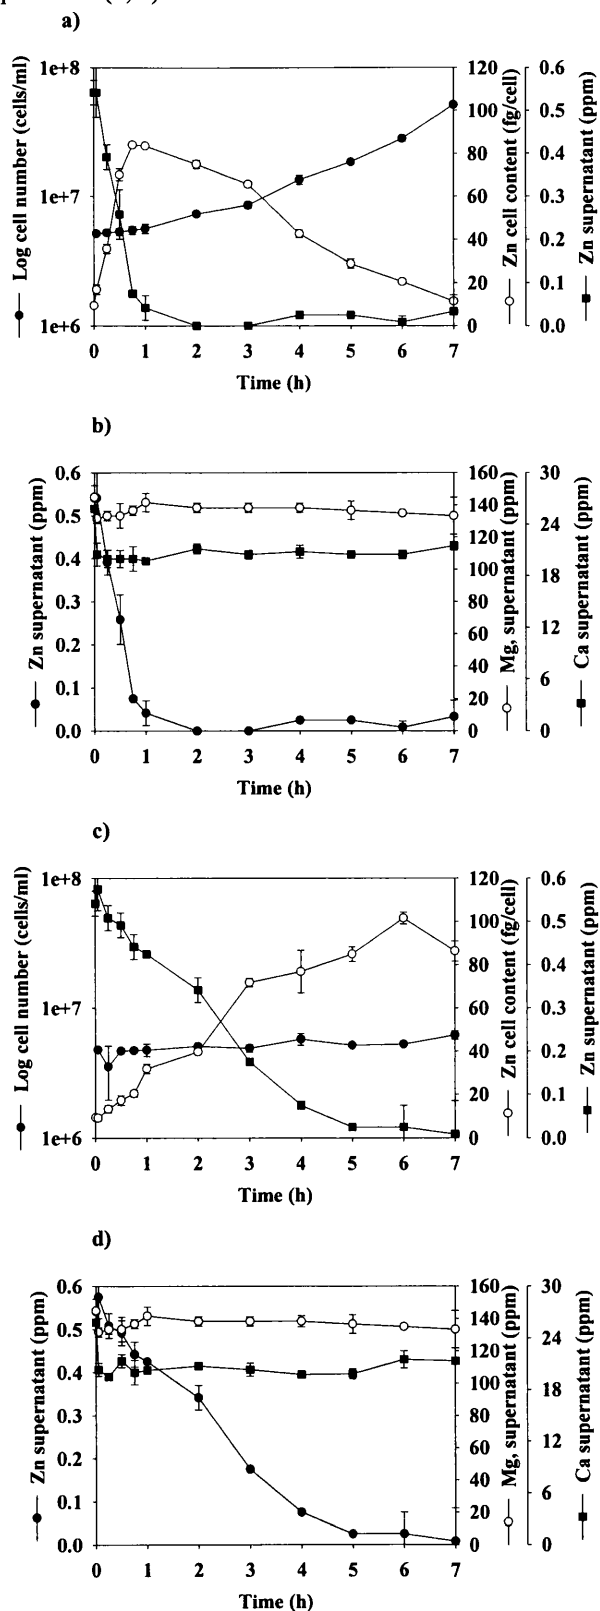 a)
1e+8
1e+7
1e+6
Log cell number (cells/ml)
120
100
80
60
40
20
0
Zn cell content (fg/cell)
0.6
0.5
0.4
0.3
0.2
0.1
0.0
Zn supernatant (ppm)
0 1 2 3 4 5 6 7
Time (h)
b)
0.6
0.5
0.4
0.3
0.2
0.1
0.0
Zn supernatant (ppm)
160
140
120
100
80
60
40
20
0
Mg, supernatant (ppm)
30
24
18
12
6
0
Ca supernatant (ppm)
0 1 2 3 4 5 6 7
Time (h)
c)
1e+8
1e+7
1e+6
Log cell number (cells/ml)
120
100
80
60
40
20
0
Zn cell content (fg/cell)
0.6
0.5
0.4
0.3
0.2
0.1
0.0
Zn supernatant (ppm)
0 1 2 3 4 5 6 7
Time (h)
d)
0.6
0.5
0.4
0.3
0.2
0.1
0.0
Zn supernatant (ppm)
160
140
120
100
80
60
40
20
0
Mg, supernatant (ppm)
30
24
18
12
6
0
Ca supernatant (ppm)
0 1 2 3 4 5 6 7
Time (h)